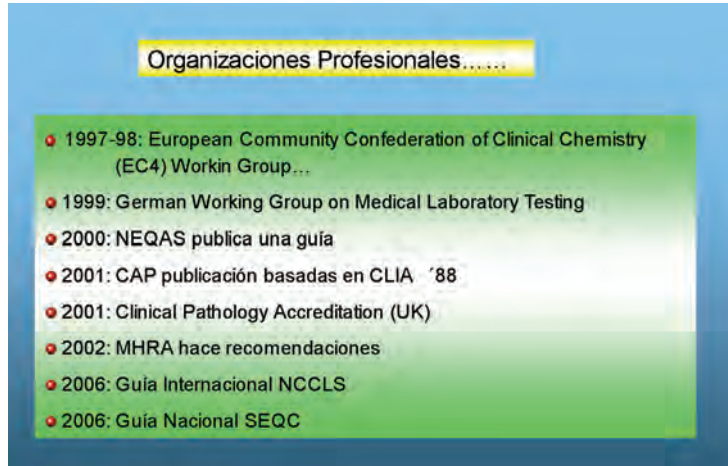 Organizaciones Profesionales……
1997-98: European Community Confederation of Clinical Chemistry
(EC4) Workin Group…
1999: German Working Group on Medical Laboratory Testing
2000: NEQAS publica una guía
2001: CAP publicación basadas en CLIA ´88
2001: Clinical Pathology Accreditation (UK)
2002: MHRA hace recomendaciones
2006: Guía Internacional NCCLS
2006: Guía Nacional SEQC